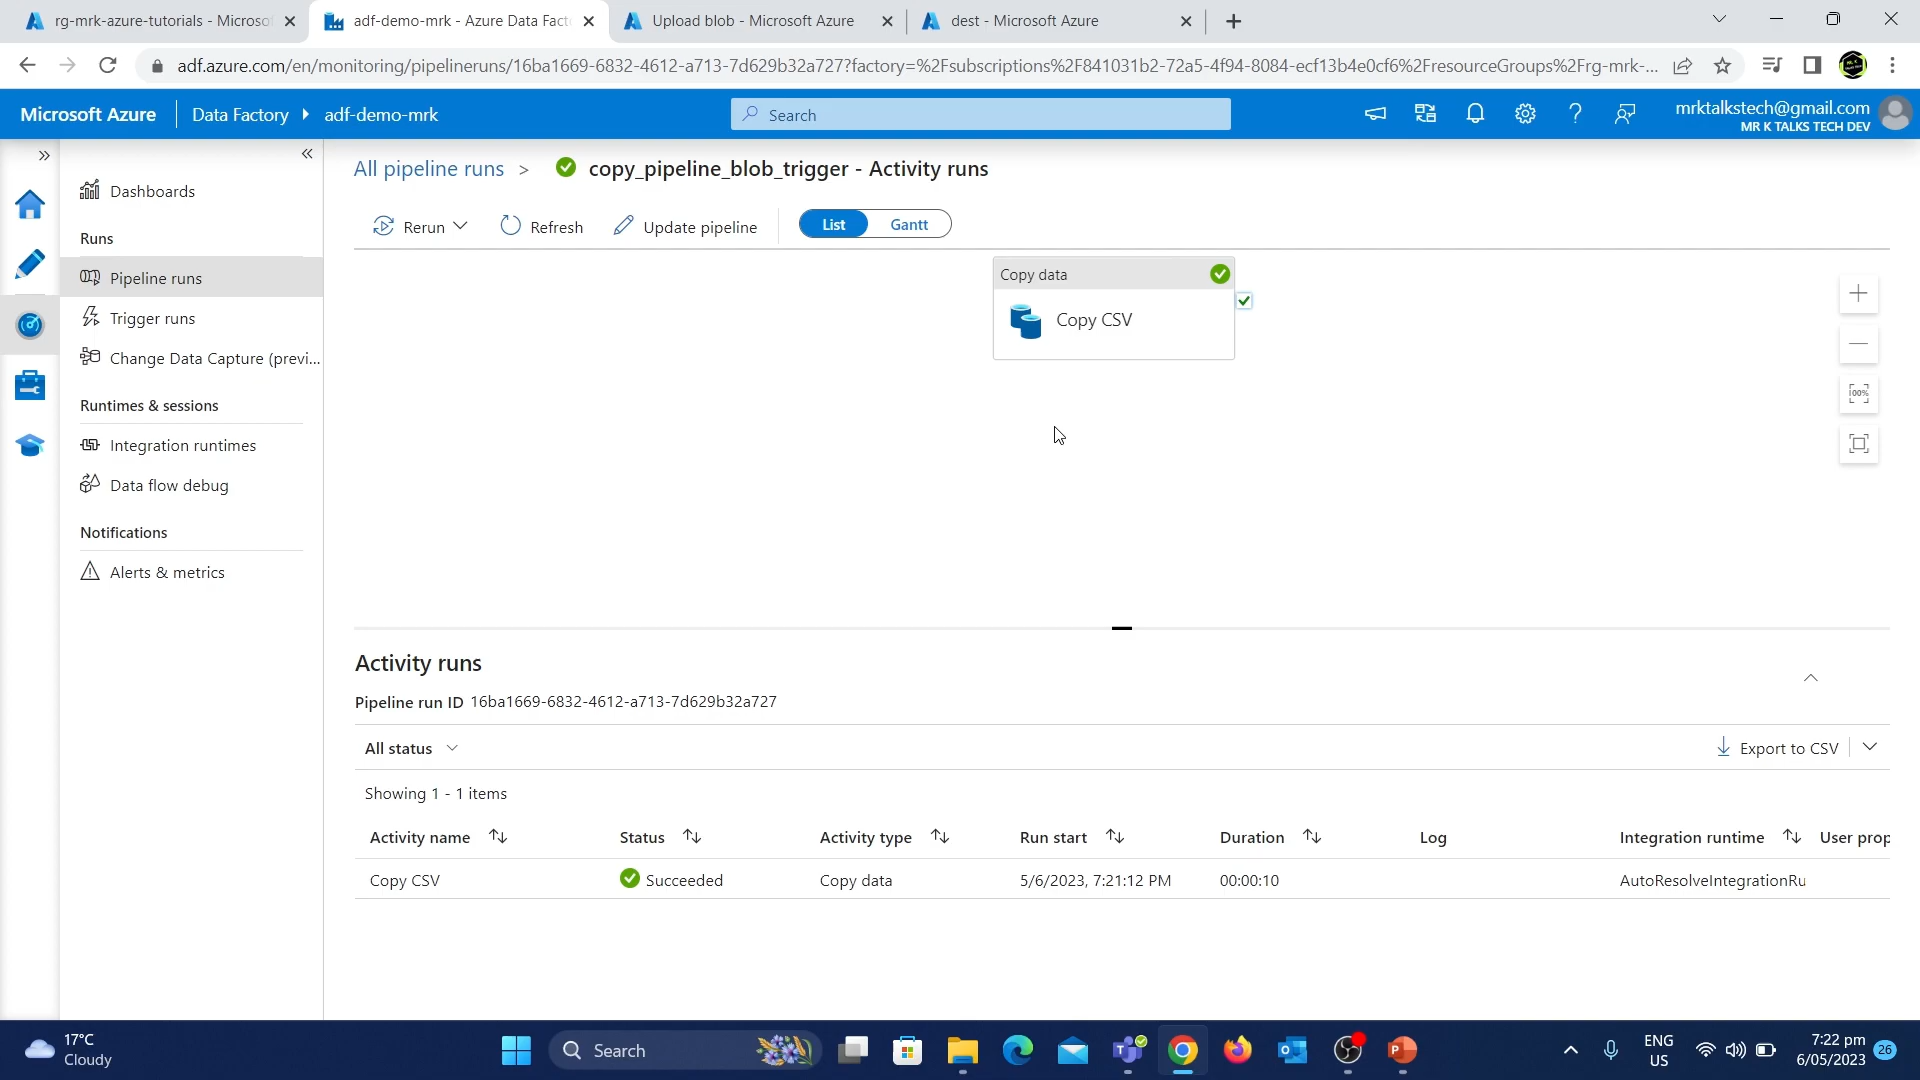 rg-mrk-azure-tutorials - Microsof
adf-demo-mrk - Azure Data Fact
Upload blob - Microsoft Azure
dest - Microsoft Azure
adf.azure.com/en/monitoring/pipelineruns/16ba1669-6832-4612-a713-7d629b32a727?factory=%2Fsubscriptions%2F841031b2-72a5-4f94-8084-ecf13b4e0cf6%2FresourceGroups%2Frg-mrk-...
Microsoft Azure
Data Factory
adf-demo-mrk
Search
mrktalkstech@gmail.com
MR K TALKS TECH DEV
Dashboards
Runs
Pipeline runs
Trigger runs
Change Data Capture (previ...
Runtimes & sessions
Integration runtimes
Data flow debug
Notifications
Alerts & metrics
All pipeline runs > copy_pipeline_blob_trigger - Activity runs
Rerun
Refresh
Update pipeline
List
Gantt
Copy data
Copy CSV
100%
Activity runs
Pipeline run ID 16ba1669-6832-4612-a713-7d629b32a727
All status
Export to CSV
Showing 1 - 1 items
Activity name Status Activity type Run start Duration Log Integration runtime User prop
Copy CSV Succeeded Copy data 5/6/2023, 7:21:12 PM 00:00:10 AutoResolveIntegrationRu
17°C
Cloudy
Search
ENG
US
7:22 pm
6/05/2023
26